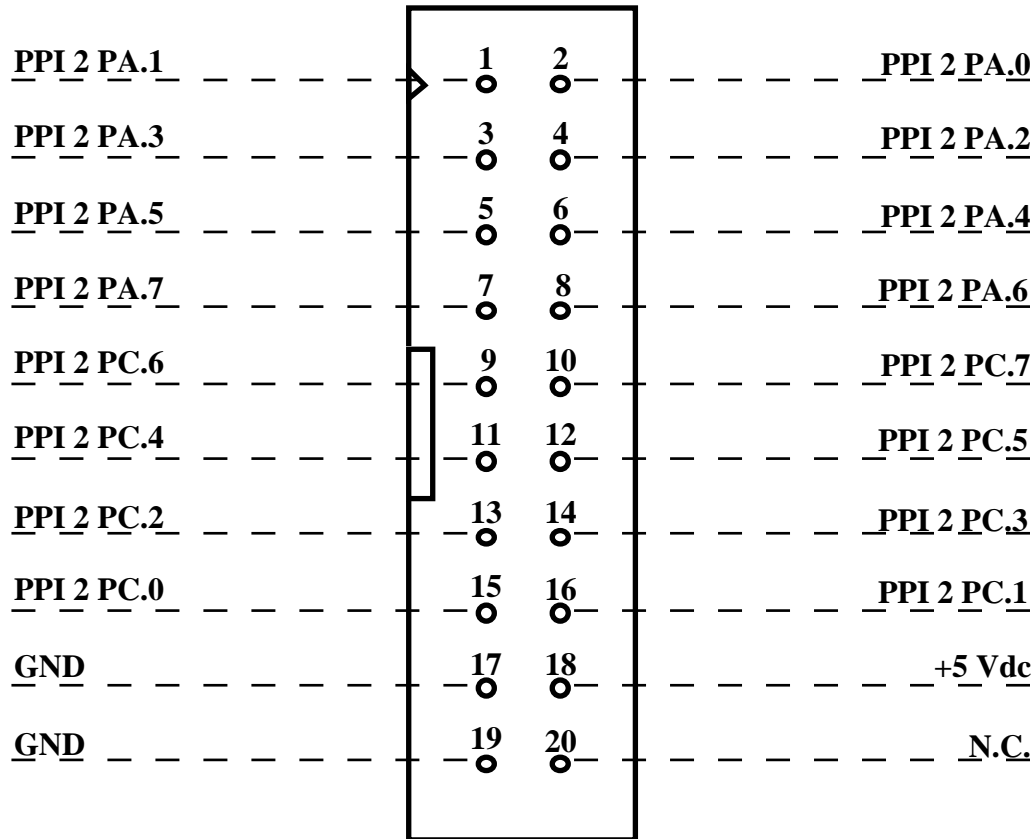 PPI 2 PA.1 1 2 PPI 2 PA.0
PPI 2 PA.3 3 4 PPI 2 PA.2
PPI 2 PA.5 5 6 PPI 2 PA.4
PPI 2 PA.7 7 8 PPI 2 PA.6
PPI 2 PC.6 9 10 PPI 2 PC.7
PPI 2 PC.4 11 12 PPI 2 PC.5
PPI 2 PC.2 13 14 PPI 2 PC.3
PPI 2 PC.0 15 16 PPI 2 PC.1
GND 17 18 +5 Vdc
GND 19 20 N.C.